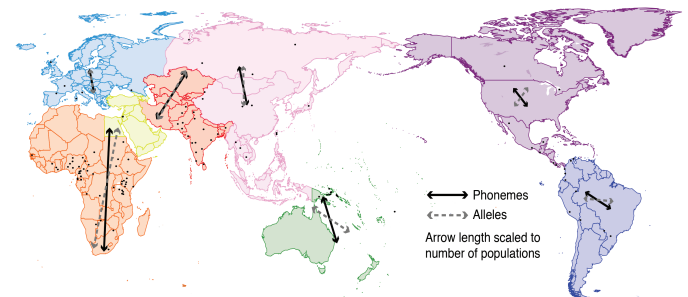 Phonemes
Alleles
Arrow length scaled to
number of populations